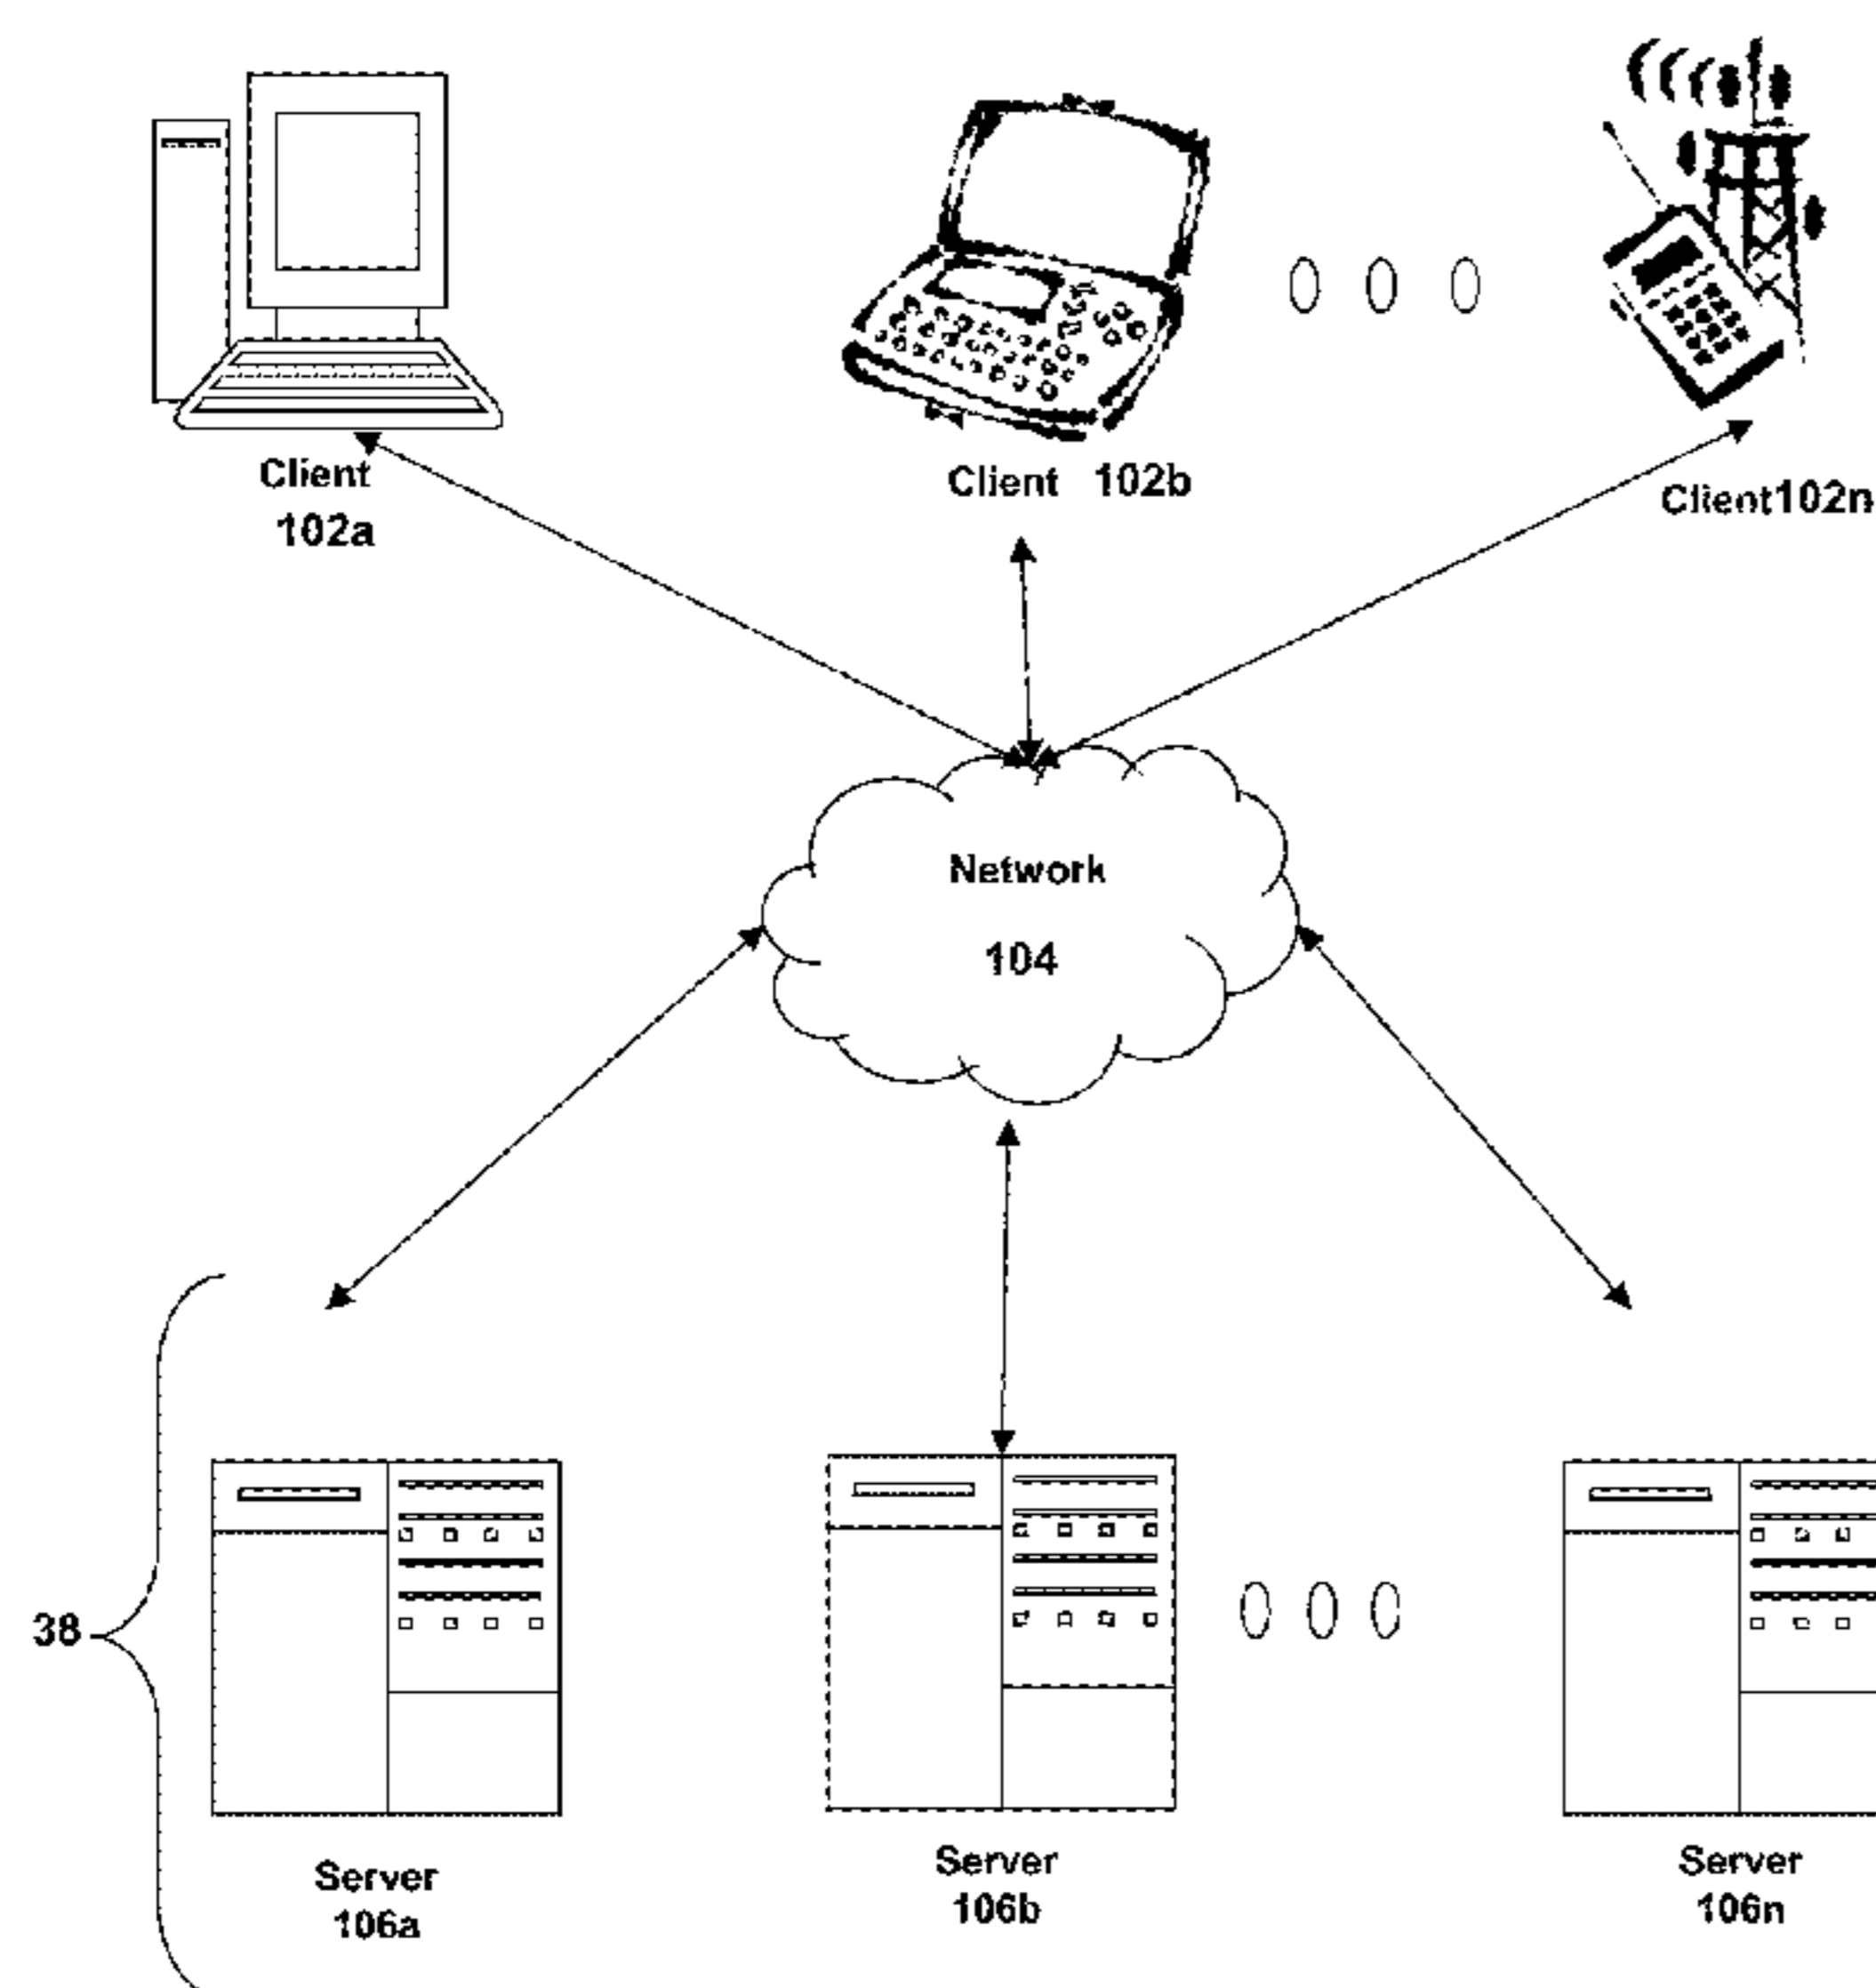 Client
102a
Client 102b
Client102n
Network
104
38
Server
106a
Server
106b
Server
106n